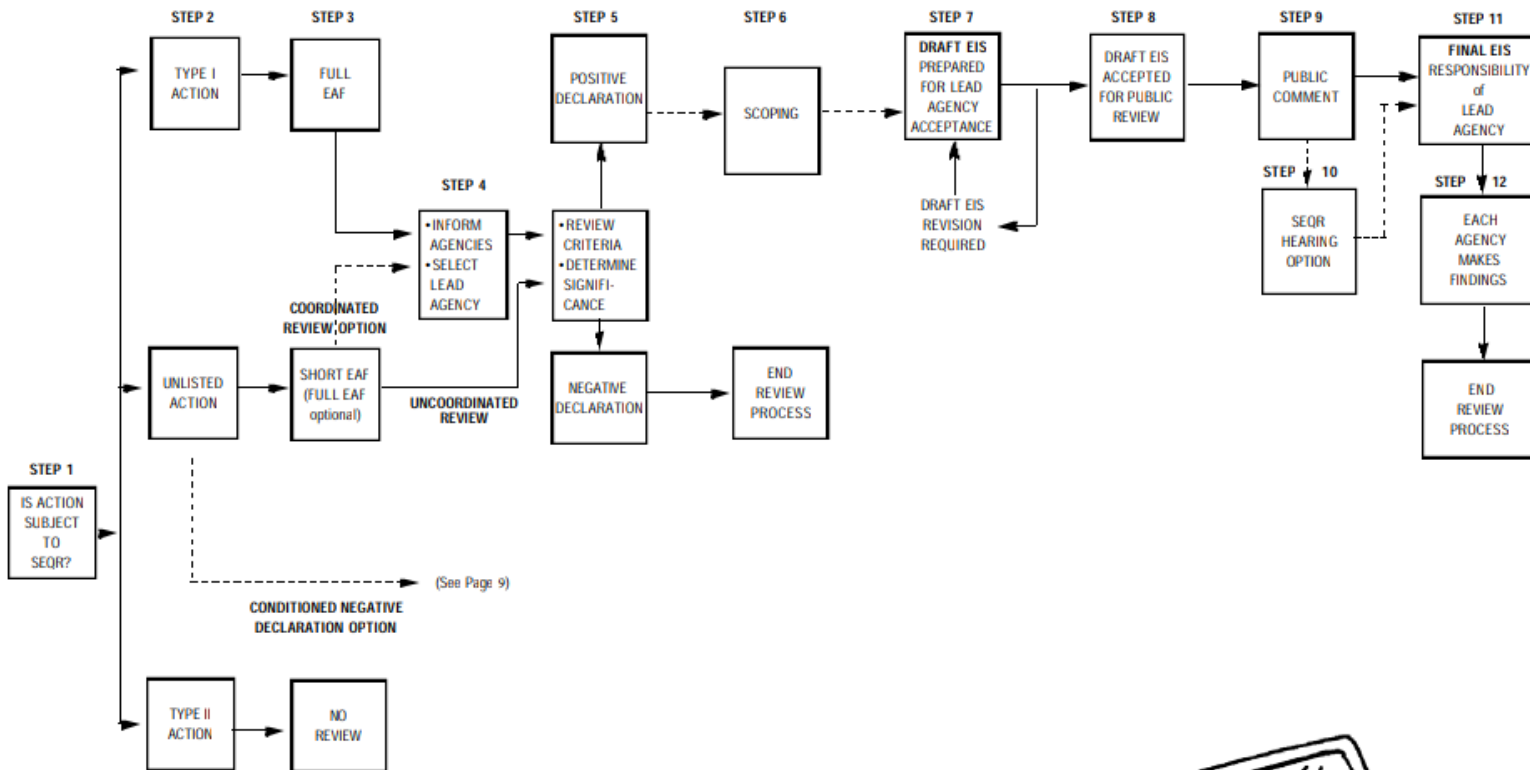 STEP 2
STEP 3
STEP 5
STEP 6
STEP 7
STEP 8
STEP 9
STEP 11
TYPE I
ACTION
FULL
EAF
POSITIVE
DECLARATION
SCOPING
DRAFT EIS
PREPARED
FOR LEAD
AGENCY
ACCEPTANCE
DRAFT EIS
ACCEPTED
FOR PUBLIC
REVIEW
PUBLIC
COMMENT
FINAL EIS
RESPONSIBILITY
of
LEAD
AGENCY
STEP 4
•INFORM
AGENCIES
•SELECT
LEAD
AGENCY
•REVIEW
CRITERIA
•DETERMINE
SIGNIFI-
CANCE
DRAFT EIS
REVISION
REQUIRED
STEP 10
SEQR
HEARING
OPTION
STEP 12
EACH
AGENCY
MAKES
FINDINGS
COORDINATED
REVIEW OPTION
UNLISTED
ACTION
SHORT EAF
(FULL EAF
optional)
UNCOORDINATED
REVIEW
NEGATIVE
DECLARATION
END
REVIEW
PROCESS
END
REVIEW
PROCESS
STEP 1
IS ACTION
SUBJECT
TO
SEQR?
(See Page 9)
CONDITIONED NEGATIVE
DECLARATION OPTION
TYPE II
ACTION
NO
REVIEW